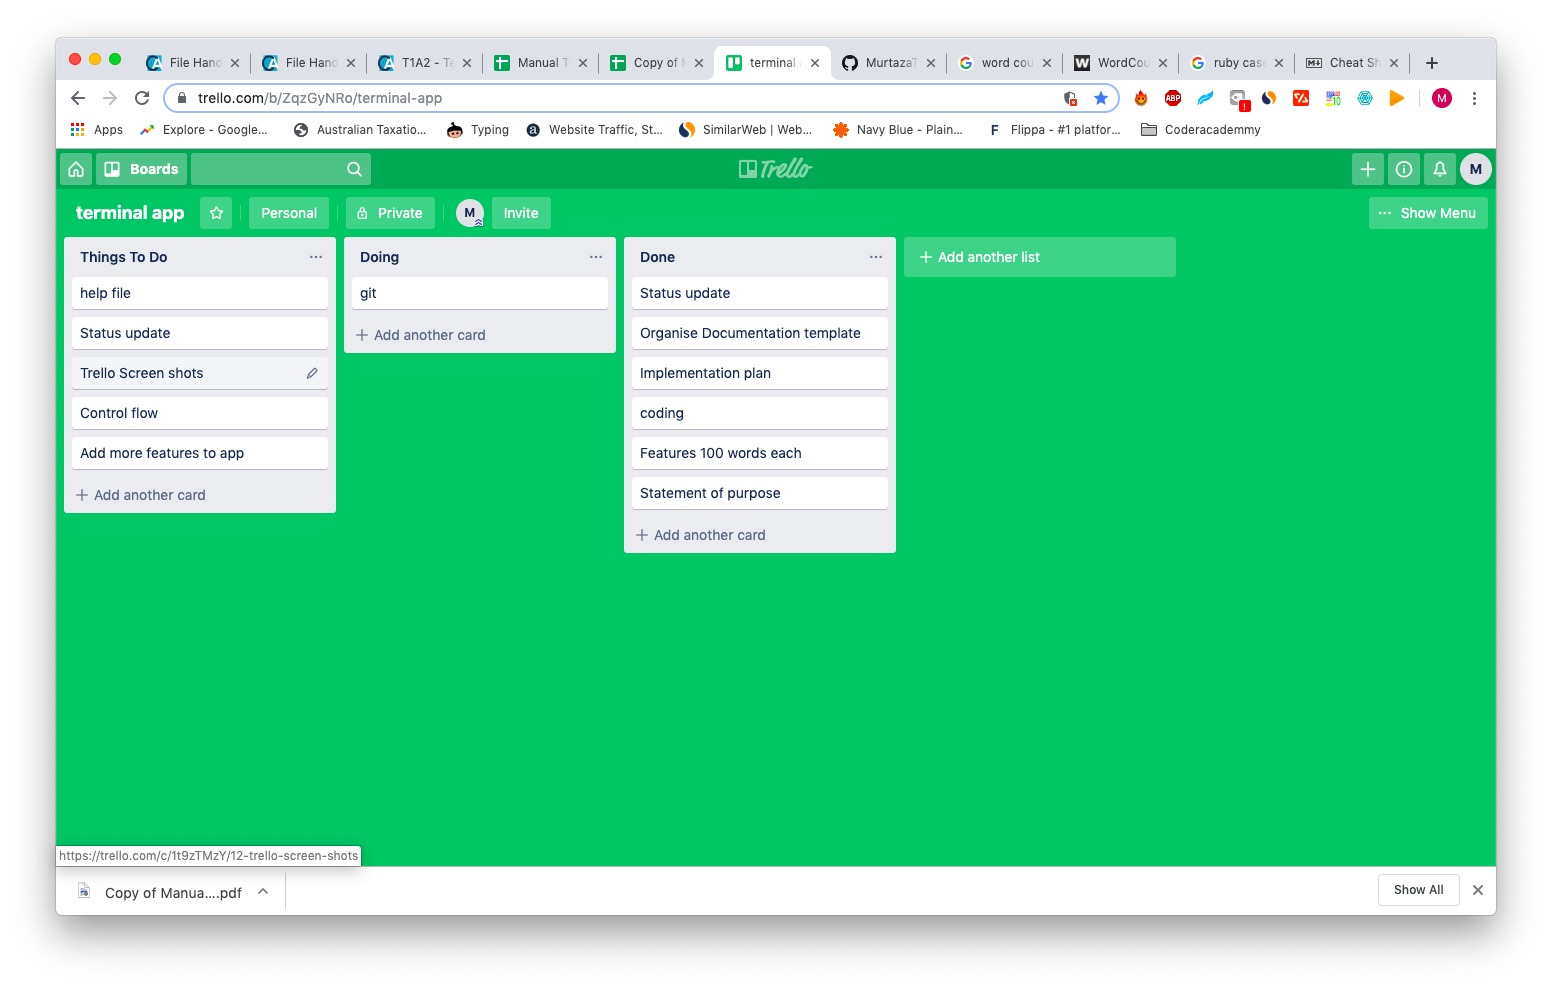 File Hand
File Hand
T1A2 - Te
Manual T
Copy of M
terminal a
MurtazaT
word cou
WordCou
ruby case
Cheat Sh
trello.com/b/ZqzGyNRo/terminal-app
ABP
10
M
Apps
Explore - Google...
Australian Taxatio...
Typing
Website Traffic, St...
SimilarWeb | Web...
Navy Blue - Plain...
Flippa - #1 platfor...
Coderacademmy
Boards
Trello
M
terminal app
Personal
Private
M
Invite
... Show Menu
Things To Do
help file
Status update
Trello Screen shots
Control flow
Add more features to app
+ Add another card
Doing
git
+ Add another card
Done
Status update
Organise Documentation template
Implementation plan
coding
Features 100 words each
Statement of purpose
+ Add another card
+ Add another list
https://trello.com/c/1t9zTMzY/12-trello-screen-shots
Copy of Manua....pdf
Show All